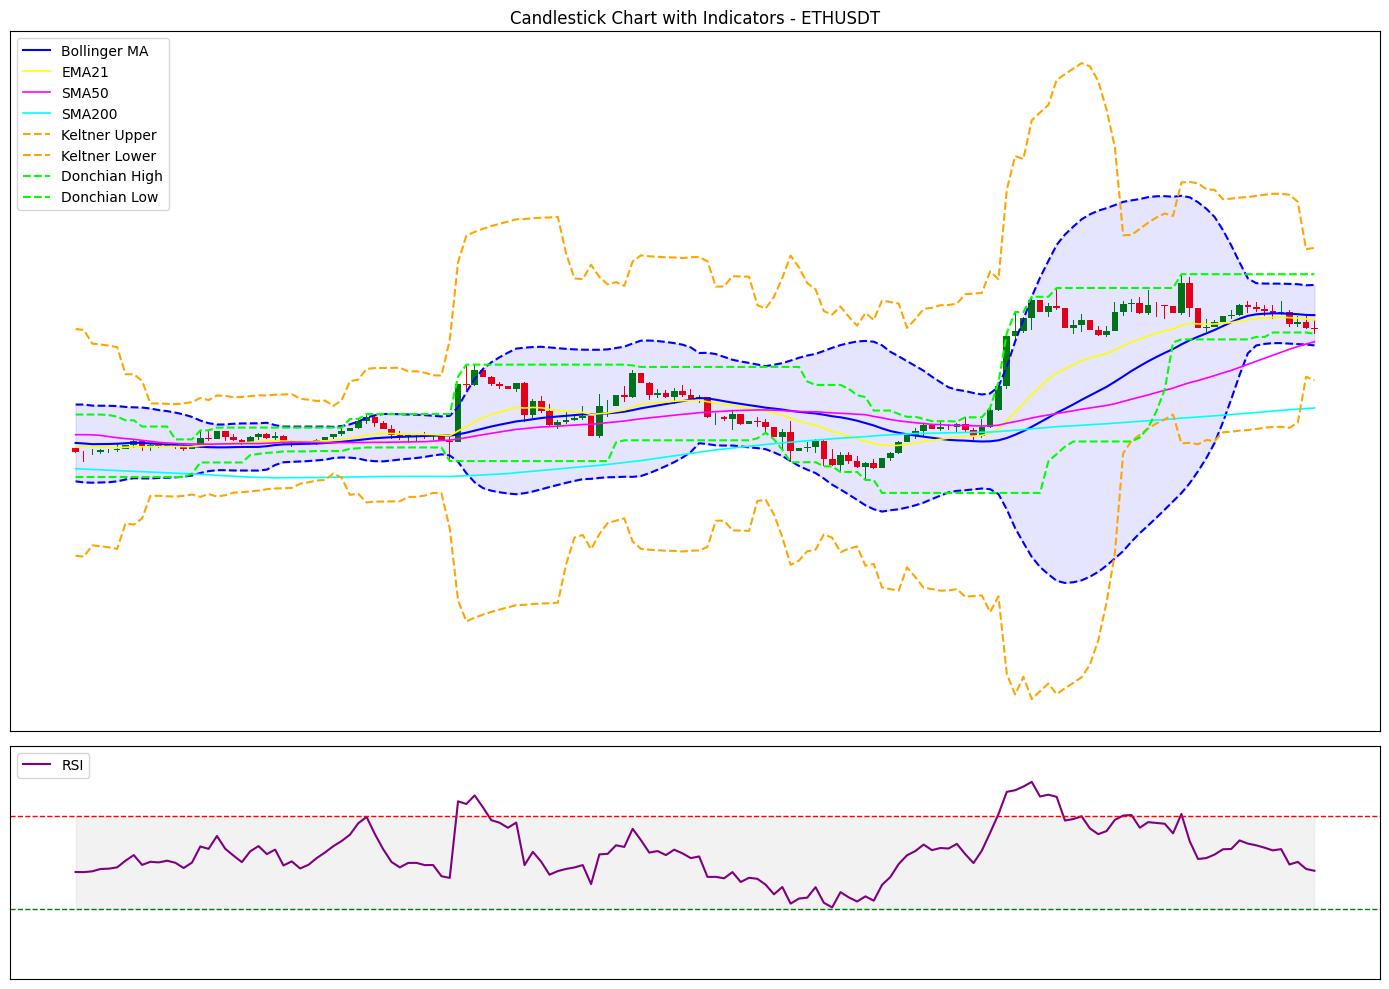 Candlestick Chart with Indicators - ETHUSDT
Bollinger MA
EMA21
SMA50
SMA200
Keltner Upper
Keltner Lower
Donchian High
Donchian Low
RSI